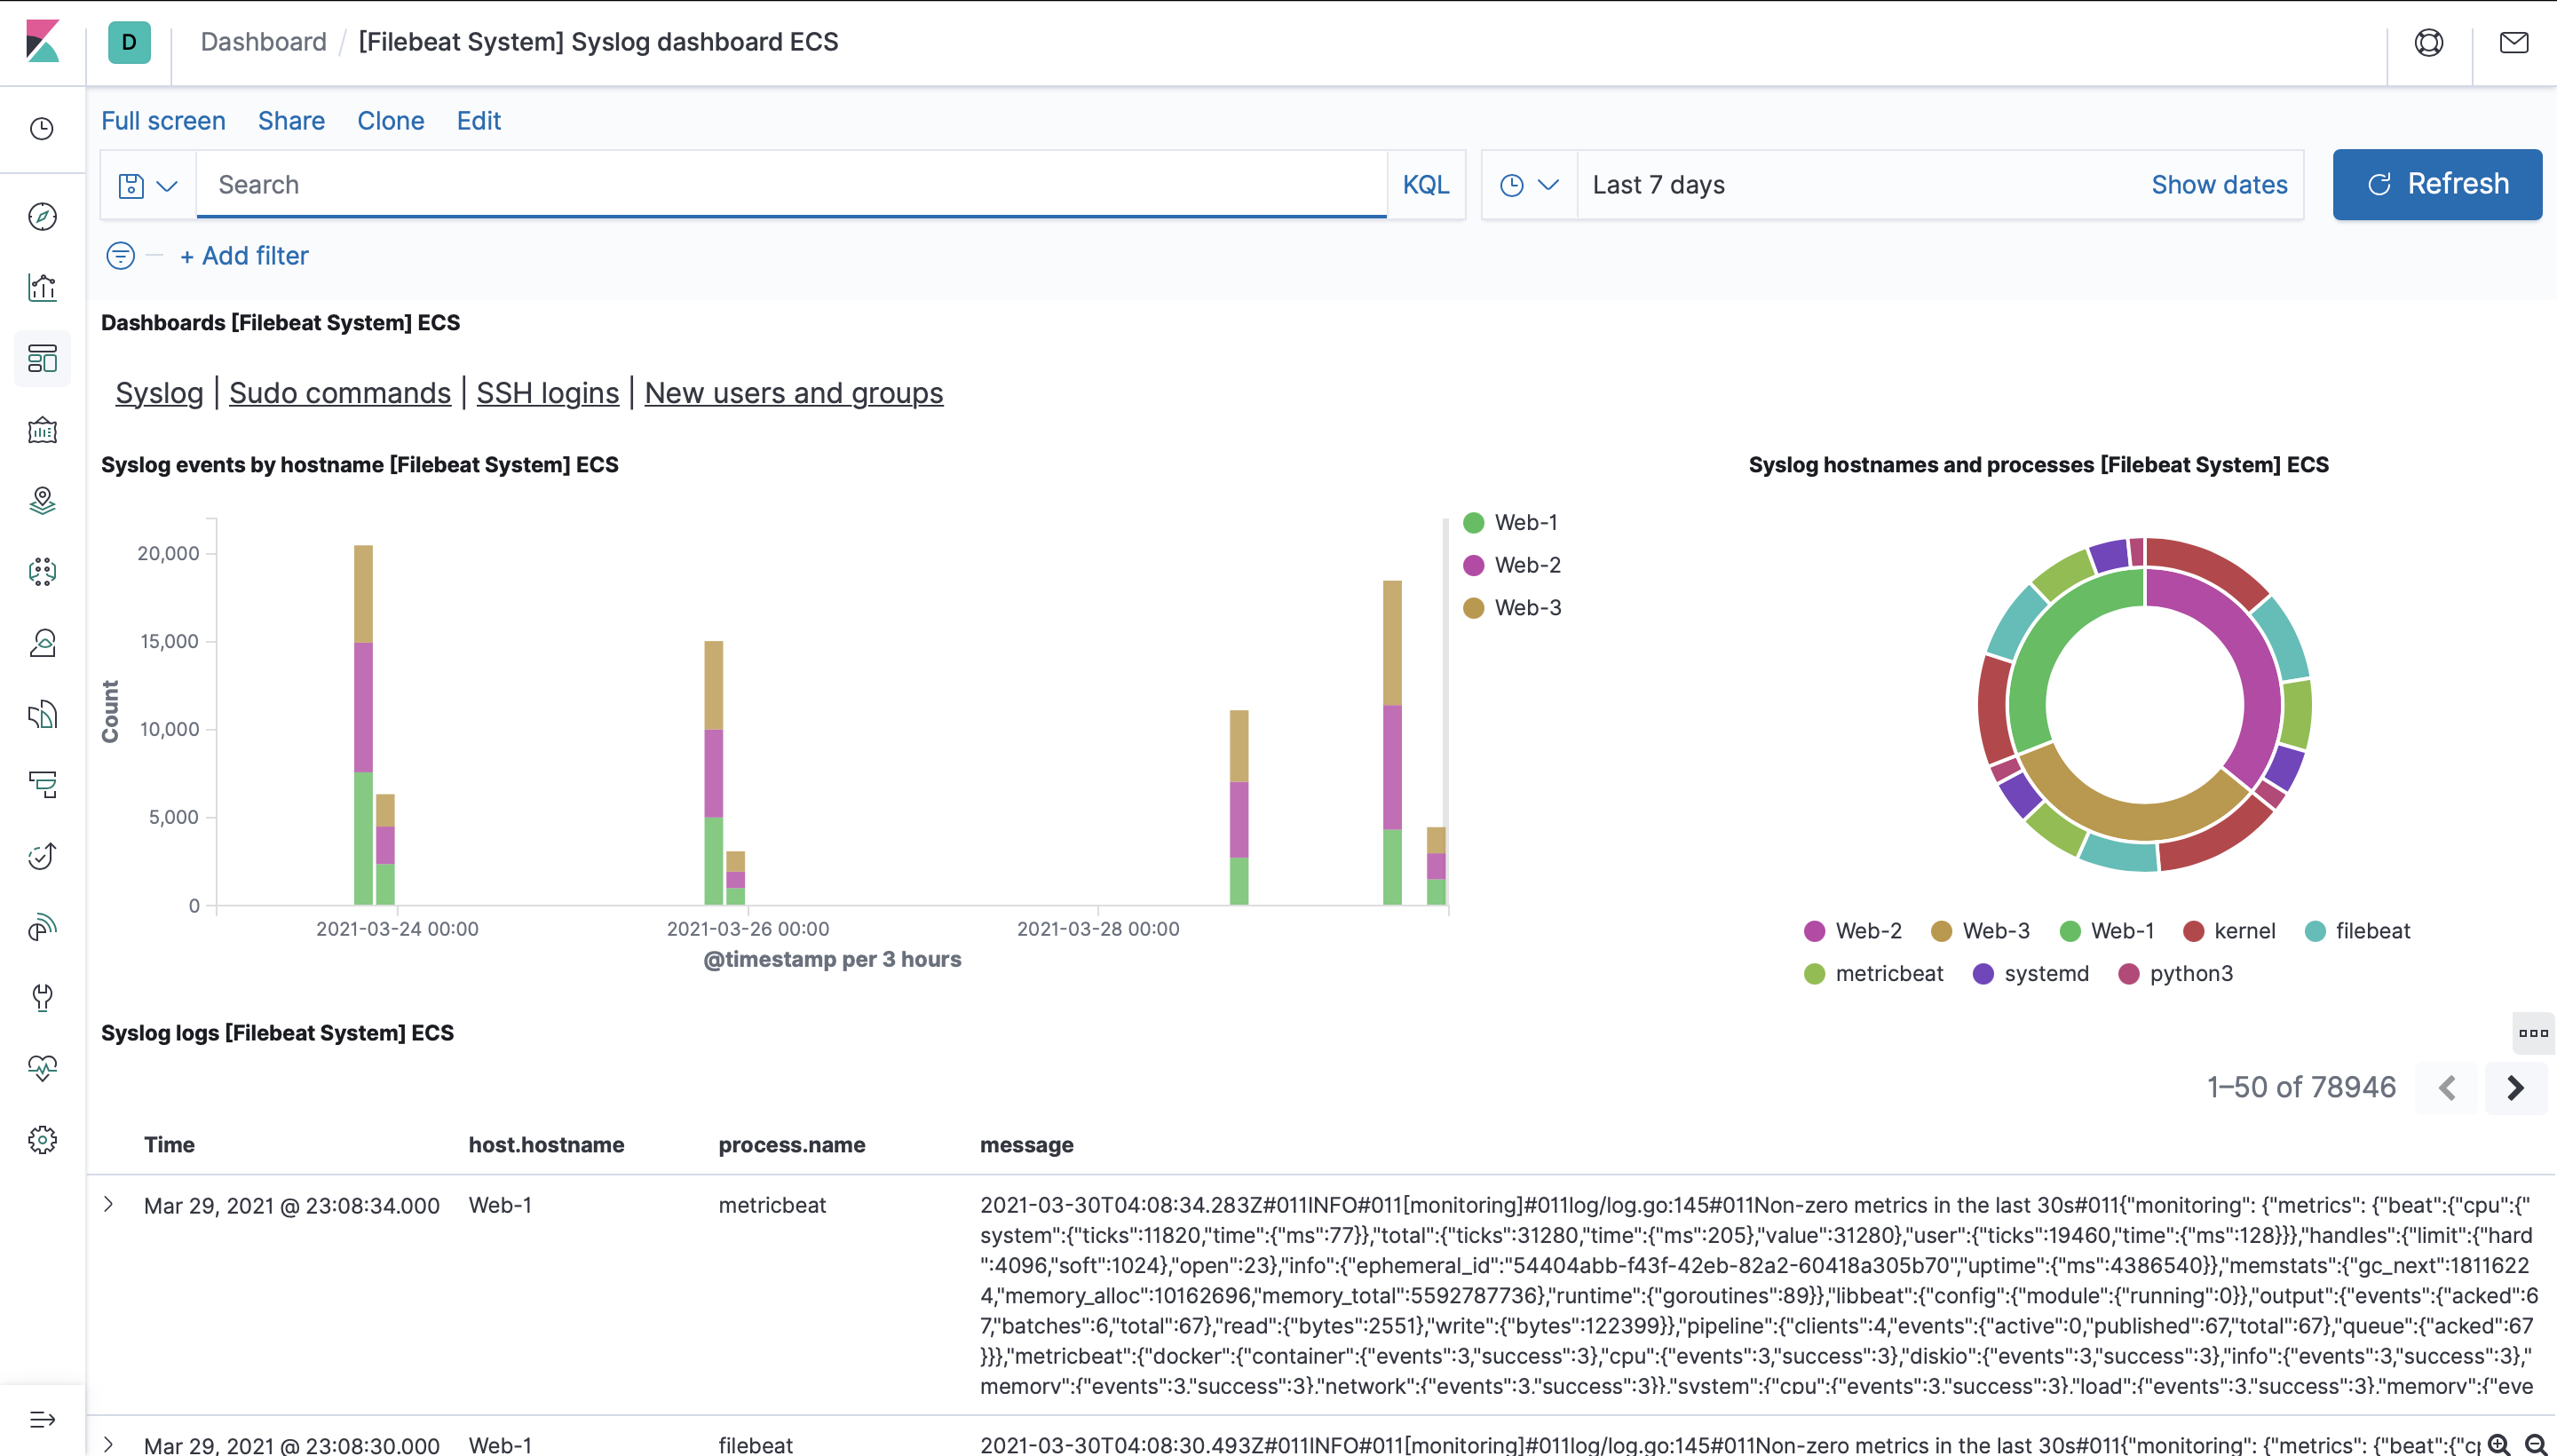 D
Dashboard / [Filebeat System] Syslog dashboard ECS
Full screen Share Clone Edit
Search KQL Last 7 days Show dates Refresh
+ Add filter
Dashboards [Filebeat System] ECS
Syslog | Sudo commands | SSH logins | New users and groups
Syslog events by hostname [Filebeat System] ECS
20,000
15,000
10,000
5,000
0
Count
2021-03-24 00:00 2021-03-26 00:00 2021-03-28 00:00
@timestamp per 3 hours
Web-1
Web-2
Web-3
Syslog hostnames and processes [Filebeat System] ECS
Web-2 Web-3 Web-1 kernel filebeat
metricbeat systemd python3
Syslog logs [Filebeat System] ECS
1–50 of 78946
Time host.hostname process.name message
Mar 29, 2021 @ 23:08:34.000 Web-1 metricbeat 2021-03-30T04:08:34.283Z#011INFO#011[monitoring]#011log/log.go:145#011Non-zero metrics in the last 30s#011{"monitoring": {"metrics": {"beat":{"cpu":{"
system":{"ticks":11820,"time":{"ms":77}},"total":{"ticks":31280,"time":{"ms":205},"value":31280},"user":{"ticks":19460,"time":{"ms":128}}},"handles":{"limit":{"hard
":4096,"soft":1024},"open":23},"info":{"ephemeral_id":"54404abb-f43f-42eb-82a2-60418a305b70","uptime":{"ms":4386540}},"memstats":{"gc_next":1811622
4,"memory_alloc":10162696,"memory_total":5592787736},"runtime":{"goroutines":89}},"libbeat":{"config":{"module":{"running":0}},"output":{"events":{"acked":6
7,"batches":6,"total":67},"read":{"bytes":2551},"write":{"bytes":122399}},"pipeline":{"clients":4,"events":{"active":0,"published":67,"total":67},"queue":{"acked":67
}}},"metricbeat":{"docker":{"container":{"events":3,"success":3},"cpu":{"events":3,"success":3},"diskio":{"events":3,"success":3},"info":{"events":3,"success":3},"
memory":{"events":3,"success":3},"network":{"events":3,"success":3}},"system":{"cpu":{"events":3,"success":3},"load":{"events":3,"success":3},"memory":{"eve
Mar 29, 2021 @ 23:08:30.000 Web-1 filebeat 2021-03-30T04:08:30.493Z#011INFO#011[monitoring]#011log/log.go:145#011Non-zero metrics in the last 30s#011{"monitoring": {"metrics": {"beat":{"cp